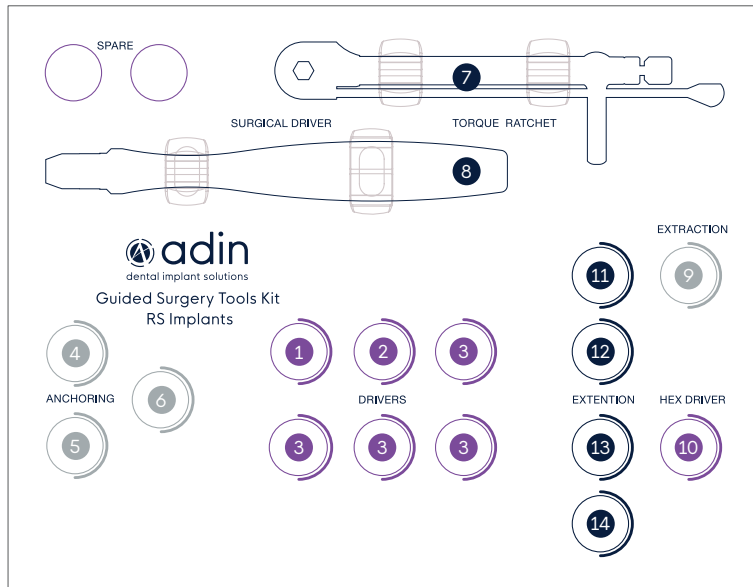 SPARE
7
SURGICAL DRIVER
TORQUE RATCHET
8
adin
dental implant solutions
Guided Surgery Tools Kit
RS Implants
EXTRACTION
11
9
4
1
2
3
12
ANCHORING
6
DRIVERS
EXTENTION
HEX DRIVER
5
3
3
3
13
10
14